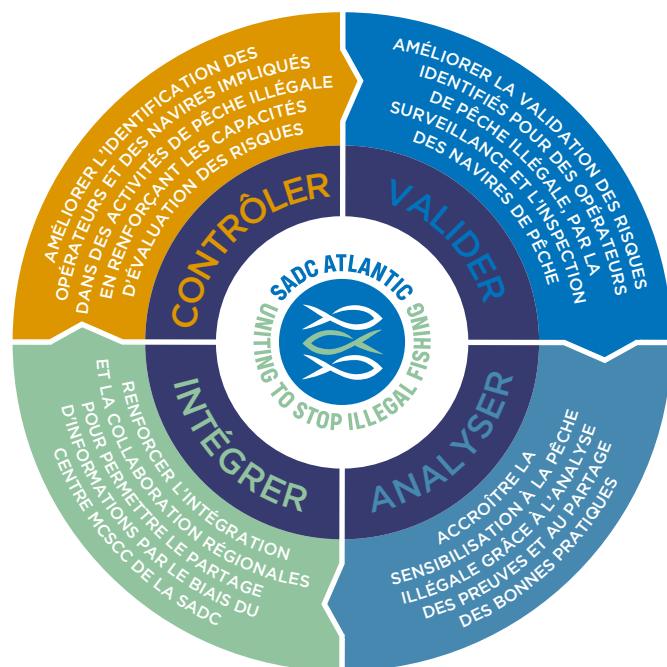 AMÉLIORER L'IDENTIFICATION DES
OPÉRATEURS ET DES NAVIRES IMPLIQUÉS
DANS DES ACTIVITÉS DE PÊCHE ILLÉGALE
EN RENFORÇANT LES CAPACITÉS
D'ÉVALUATION DES RISQUES
CONTRÔLER
AMÉLIORER LA VALIDATION DES RISQUES
IDENTIFIÉS POUR DES OPÉRATEURS
DE PÊCHE ILLÉGALE, PAR LA
SURVEILLANCE ET L'INSPECTION
DES NAVIRES DE PÊCHE
VALIDER
SADC ATLANTIC
UNITING TO STOP ILLEGAL FISHING
ANALYSER
ACCROÎTRE LA
SENSIBILISATION À LA PÊCHE
ILLÉGALE GRÂCE À L'ANALYSE
DES PREUVES ET AU PARTAGE
DES BONNES PRATIQUES
INTÉGRER
RENFORCER L'INTÉGRATION
ET LA COLLABORATION RÉGIONALES
POUR PERMETTRE LE PARTAGE
D'INFORMATIONS PAR LE BIAIS DU
CENTRE MCSCC DE LA SADC